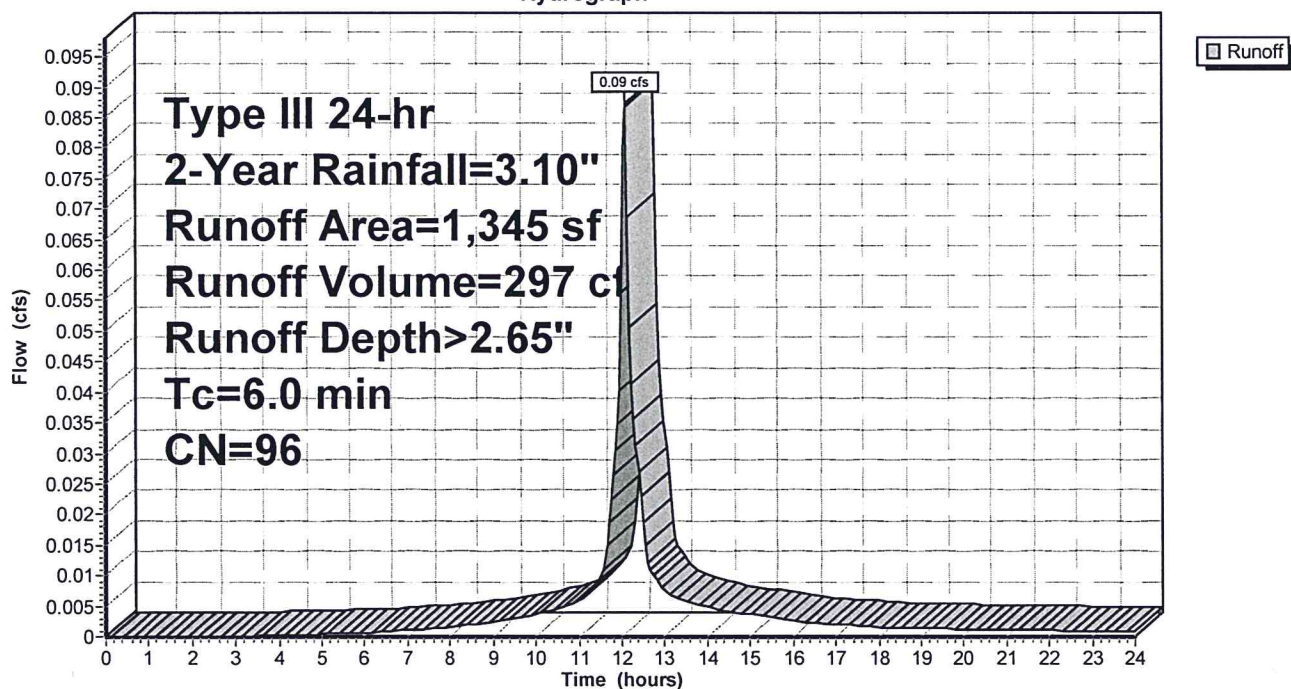 0.095
0.09
0.085
0.08
0.075
0.07
0.065
0.06
0.055
0.05
0.045
0.04
0.035
0.03
0.025
0.02
0.015
0.01
0.005
0
Flow (cfs)
0.09 cfs
Runoff
Type III 24-hr
2-Year Rainfall=3.10"
Runoff Area=1,345 sf
Runoff Volume=297 cf
Runoff Depth>2.65"
Tc=6.0 min
CN=96
0 1 2 3 4 5 6 7 8 9 10 11 12 13 14 15 16 17 18 19 20 21 22 23 24
Time (hours)